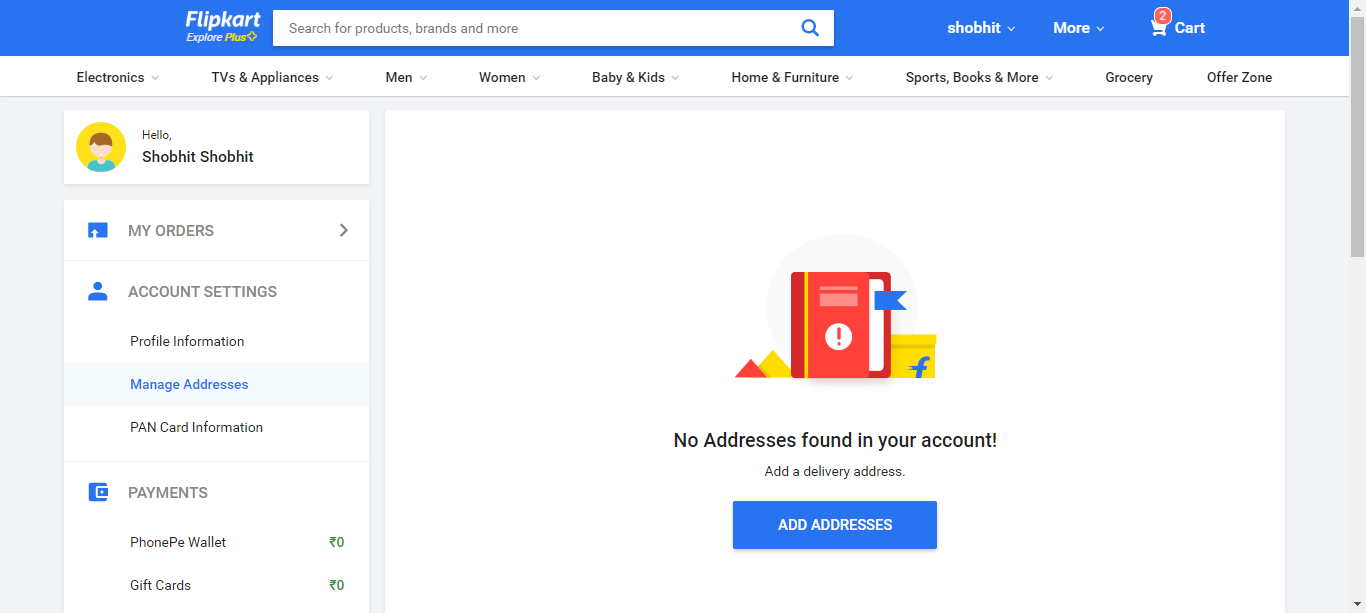 Flipkart
Explore Plus
Search for products, brands and more
shobhit
More
2
Cart
Electronics
TVs & Appliances
Men
Women
Baby & Kids
Home & Furniture
Sports, Books & More
Grocery
Offer Zone
Hello,
Shobhit Shobhit
MY ORDERS
ACCOUNT SETTINGS
Profile Information
Manage Addresses
PAN Card Information
PAYMENTS
PhonePe Wallet ₹0
Gift Cards ₹0
f
No Addresses found in your account!
Add a delivery address.
ADD ADDRESSES